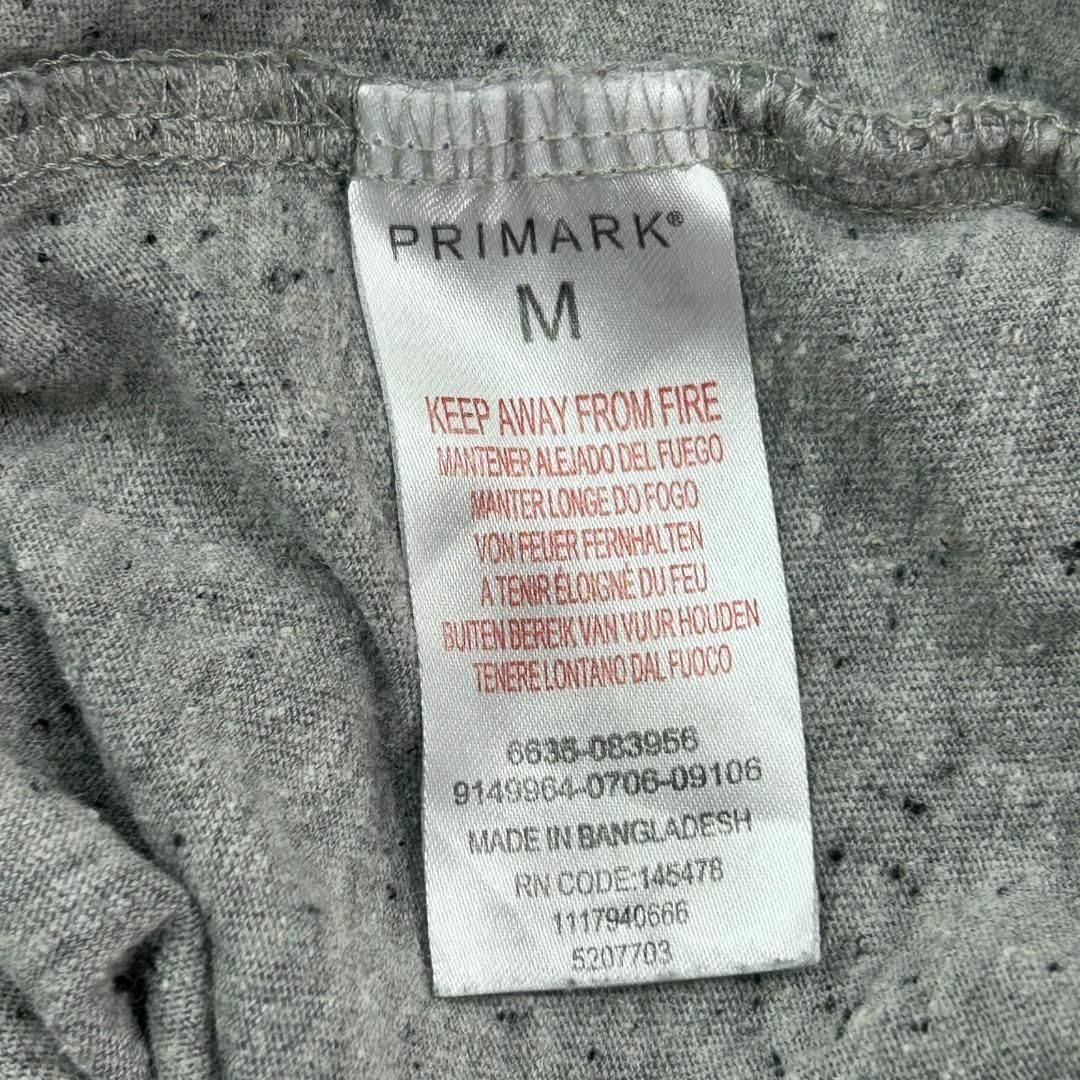 PRIMARK®
M
KEEP AWAY FROM FIRE
MANTENER ALEJADO DEL FUEGO
MANTER LONGE DO FOGO
VON FEUER FERNHALTEN
A TENIR ÉLOIGNÉ DU FEU
BUITEN BEREIK VAN VUUR HOUDEN
TENERE LONTANO DAL FUOCO
6635-083956
9149964-0706-09106
MADE IN BANGLADESH
RN CODE:145478
1117940666
5207703